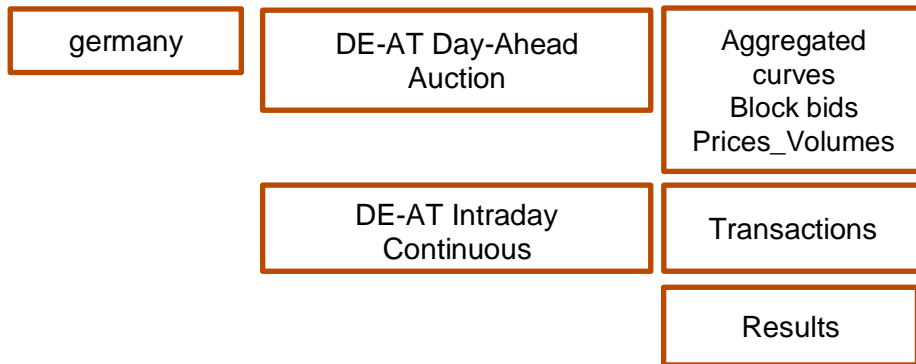 germany
DE-AT Day-Ahead
Auction
Aggregated
curves
Block bids
Prices_Volumes
DE-AT Intraday
Continuous
Transactions
Results